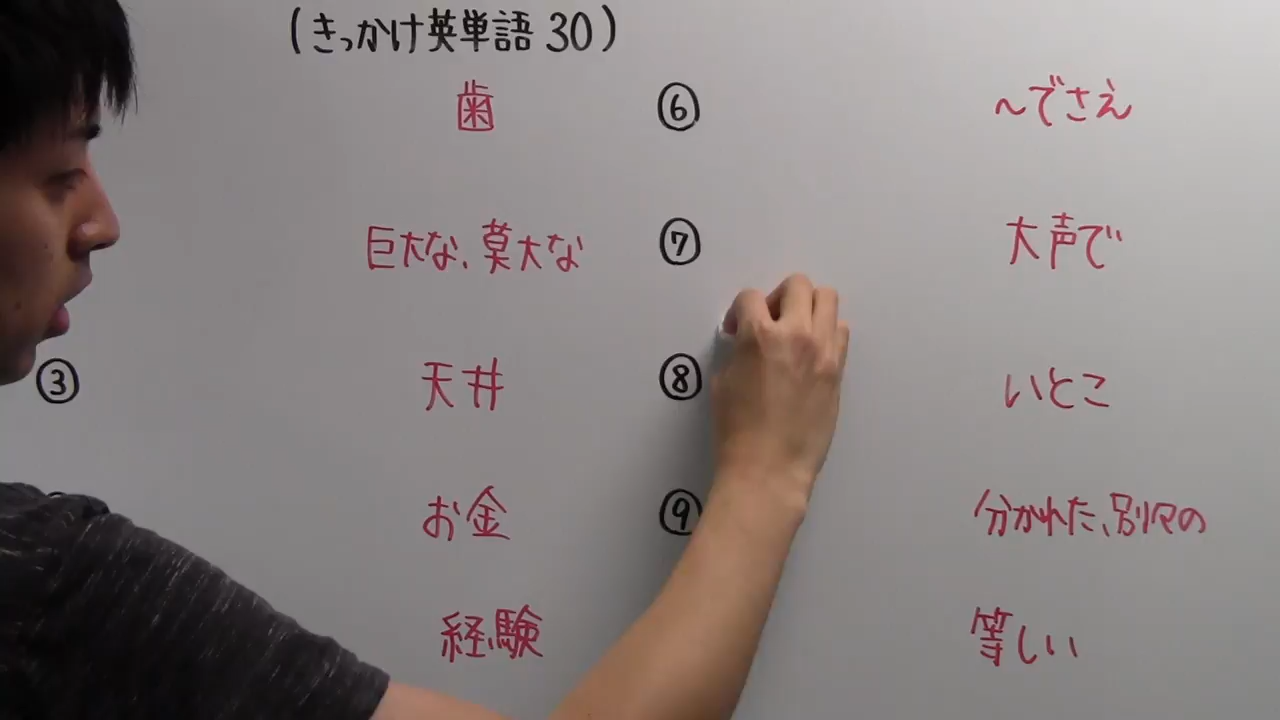 (きっかけ英単語30)
歯
巨大な、莫大な
③ 天井
お金
経験
⑥ ～でさえ
⑦ 大声で
⑧ いとこ
⑨ 分かれた、別々の
等しい